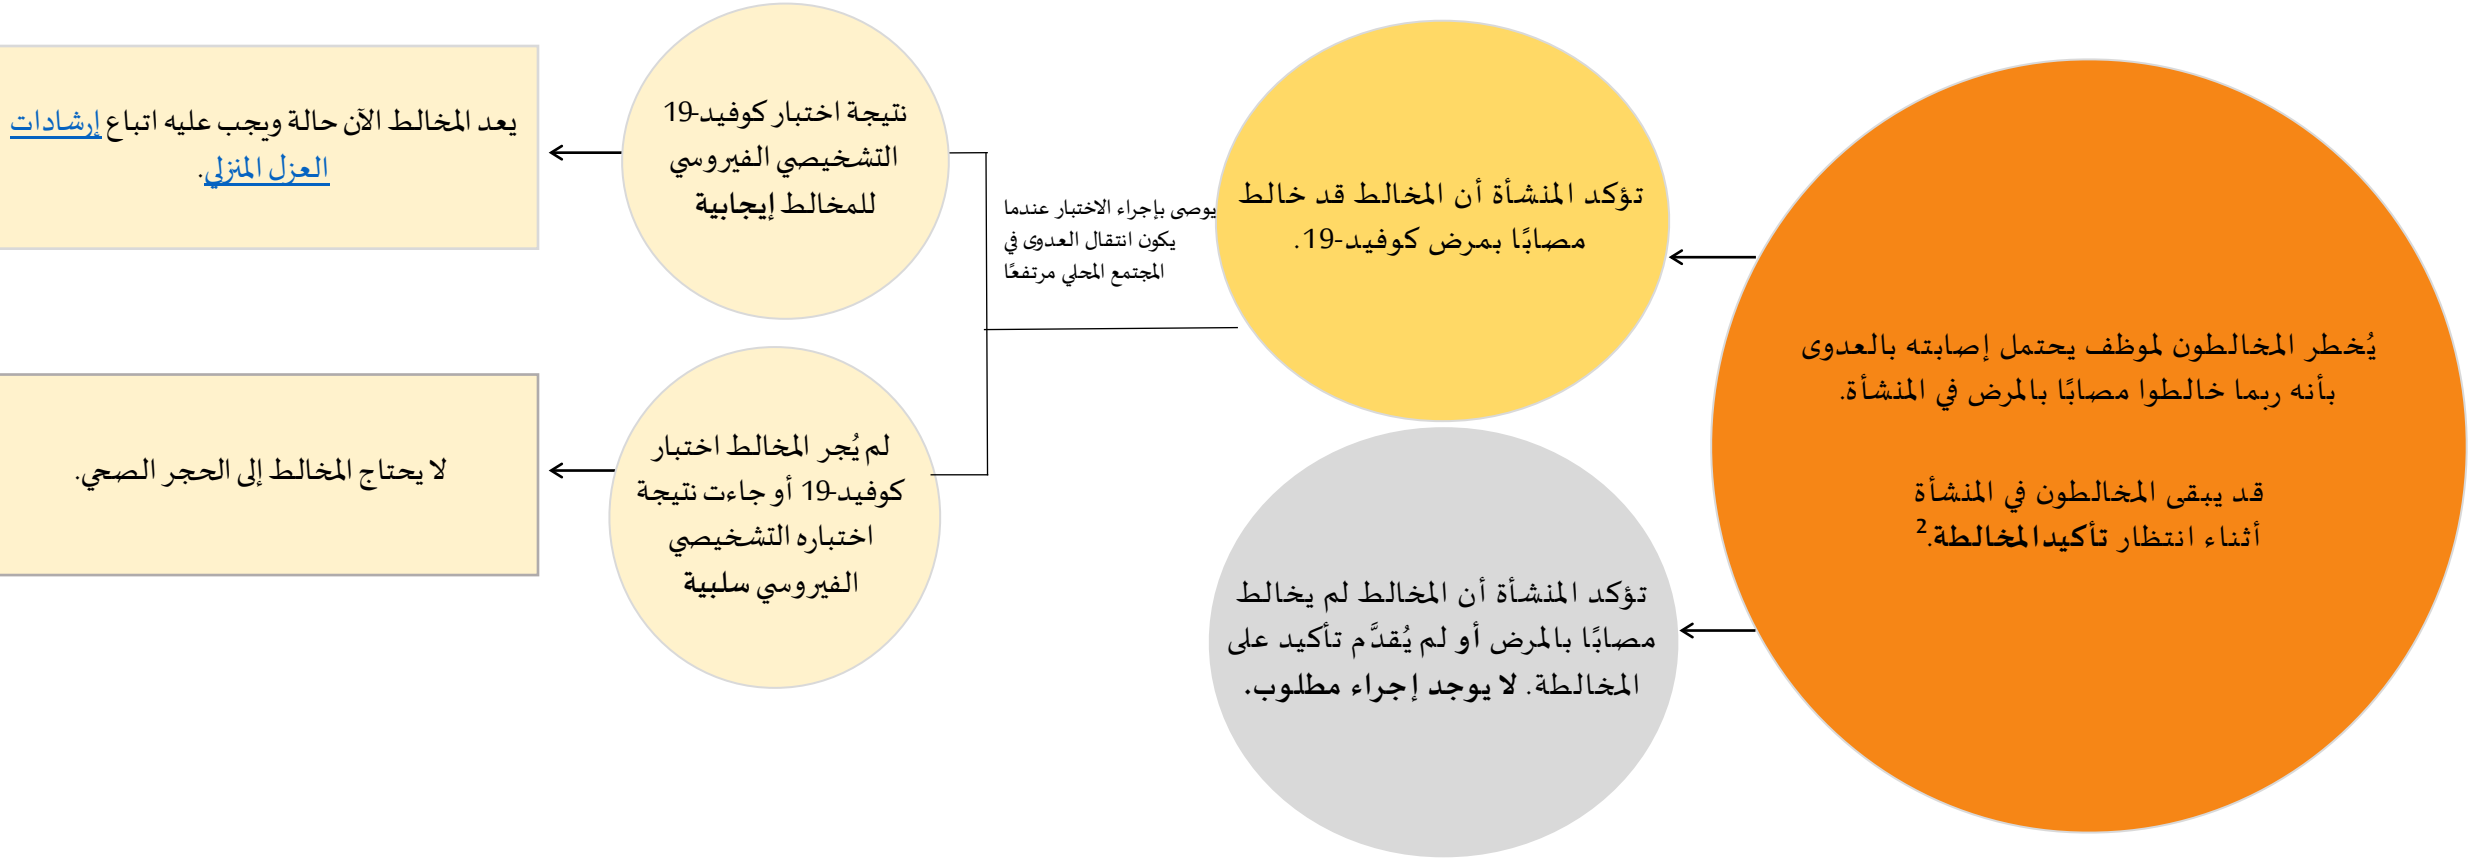 يُخطر المخالطون لموظف يحتمل إصابته بالعدوى
بأنه ربما خالطوا مصابًا بالمرض في المنشأة.
قد يبقى المخالطون في المنشأة
أثناء انتظار تأكيد المخالطة.2
تؤكد المنشأة أن المخالط قد خالط
مصابًا بمرض كوفيد-19.
تؤكد المنشأة أن المخالط لم يخالط
مصابًا بالمرض أو لم يُقدَّم تأكيد على
المخالطة. لا يوجد إجراء مطلوب.
يوصى بإجراء الاختبار عندما
يكون انتقال العدوى في
المجتمع المحلي مرتفعًا
نتيجة اختبار كوفيد-19
التشخيصي الفيروسي
للمخالط إيجابية
يعد المخالط الآن حالة ويجب عليه اتباع إرشادات
العزل المنزلي.
لم يُجر المخالط اختبار
كوفيد-19 أو جاءت نتيجة
اختباره التشخيصي
الفيروسي سلبية
لا يحتاج المخالط إلى الحجر الصحي.